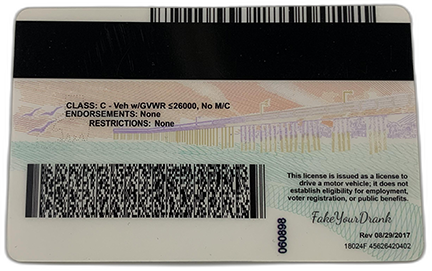 CLASS: C - Veh w/GVWR ≤26000, No M/C
ENDORSEMENTS: None
RESTRICTIONS: None
This license is issued as a license to
drive a motor vehicle; it does not
establish eligibility for employment,
voter registration, or public benefits.
FakeYourDrank
060898
Rev 08/29/2017
18024F 45626420402